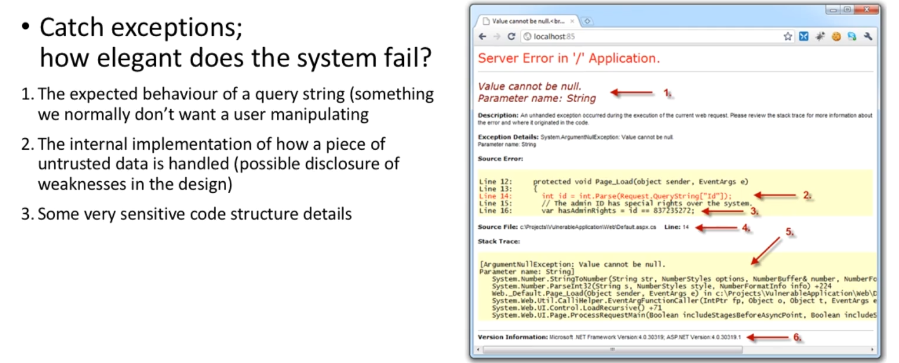 • Catch exceptions;
how elegant does the system fail?
1. The expected behaviour of a query string (something
we normally don't want a user manipulating
2. The internal implementation of how a piece of
untrusted data is handled (possible disclosure of
weaknesses in the design)
3. Some very sensitive code structure details
Value cannot be null.<br...
localhost:85
Server Error in '/' Application.
Value cannot be null.
Parameter name: String
1.
Description: An unhandled exception occurred during the execution of the current web request. Please review the stack trace for more information about
the error and where it originated in the code.
Exception Details: System.ArgumentNullException: Value cannot be null.
Parameter name: String
Source Error:
Line 12: protected void Page_Load(object sender, EventArgs e)
Line 13: {
Line 14: int id = int.Parse(Request.QueryString["Id"]);
2.
Line 15: // The admin ID has special rights over the system.
Line 16: var hasAdminRights = id == 837235272;
3.
Source File: c:\Projects\VulnerableApplication\Web\Default.aspx.cs Line: 14
4.
5.
Stack Trace:
[ArgumentNullException: Value cannot be null.
Parameter name: String]
System.Number.StringToNumber(String str, NumberStyles options, NumberBuffer& number, NumberFo
System.Number.ParseInt32(String s, NumberStyles style, NumberFormatInfo info) +224
Web._Default.Page_Load(Object sender, EventArgs e) in c:\Projects\VulnerableApplication\Web\D
System.Web.Util.CalliHelper.EventArgFunctionCaller(IntPtr fp, Object o, Object t, EventArgs e
System.Web.UI.Control.LoadRecursive() +71
System.Web.UI.Page.ProcessRequestMain(Boolean includeStagesBeforeAsyncPoint, Boolean includeS
Version Information: Microsoft .NET Framework Version:4.0.30319; ASP.NET Version:4.0.30319.1
6.